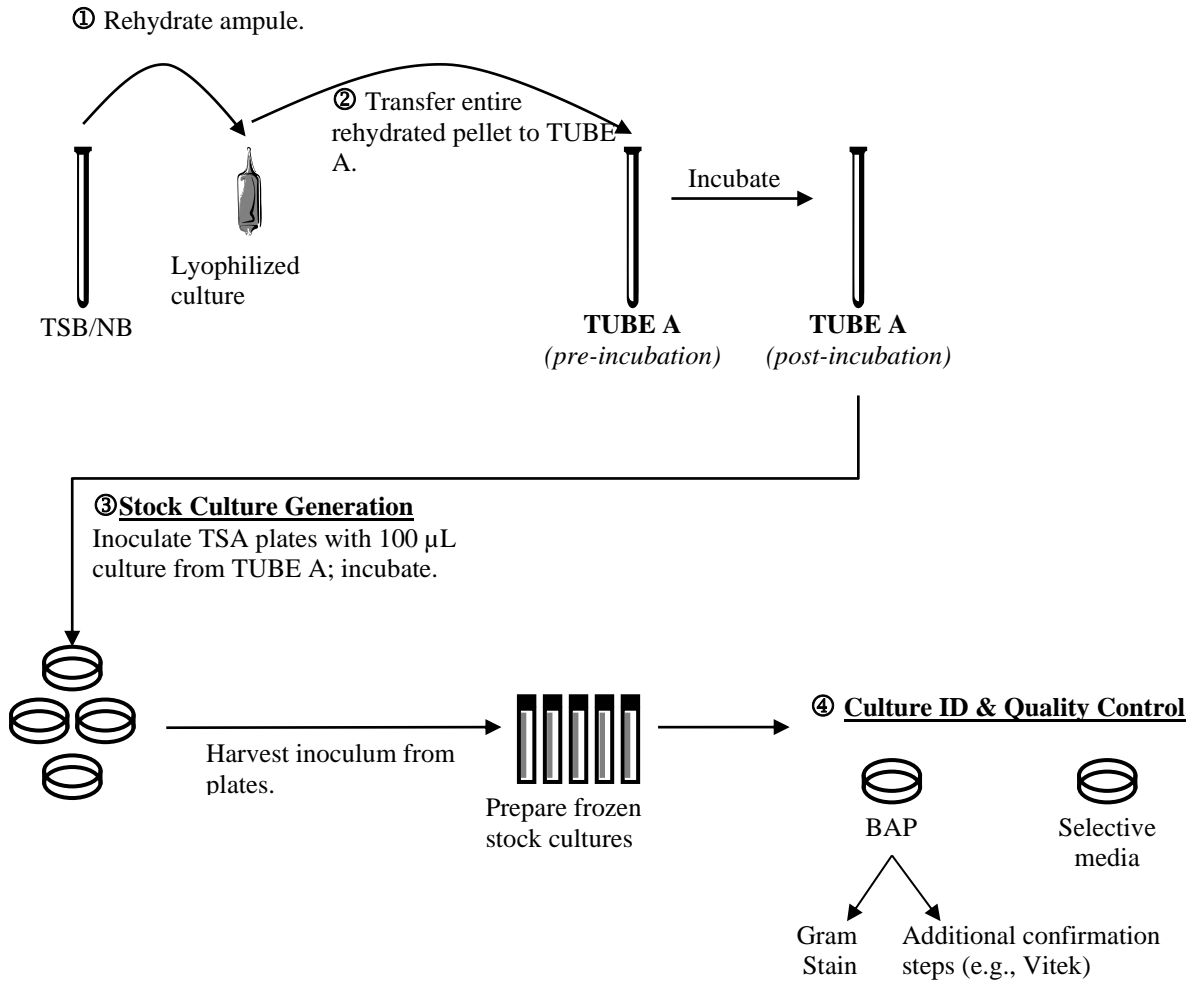 ① Rehydrate ampule.
② Transfer entire
rehydrated pellet to TUBE
A.
Incubate
Lyophilized
culture
TSB/NB
TUBE A
(pre-incubation)
TUBE A
(post-incubation)
③Stock Culture Generation
Inoculate TSA plates with 100 µL
culture from TUBE A; incubate.
Harvest inoculum from
plates.
Prepare frozen
stock cultures
④ Culture ID & Quality Control
BAP
Selective
media
Gram
Stain
Additional confirmation
steps (e.g., Vitek)